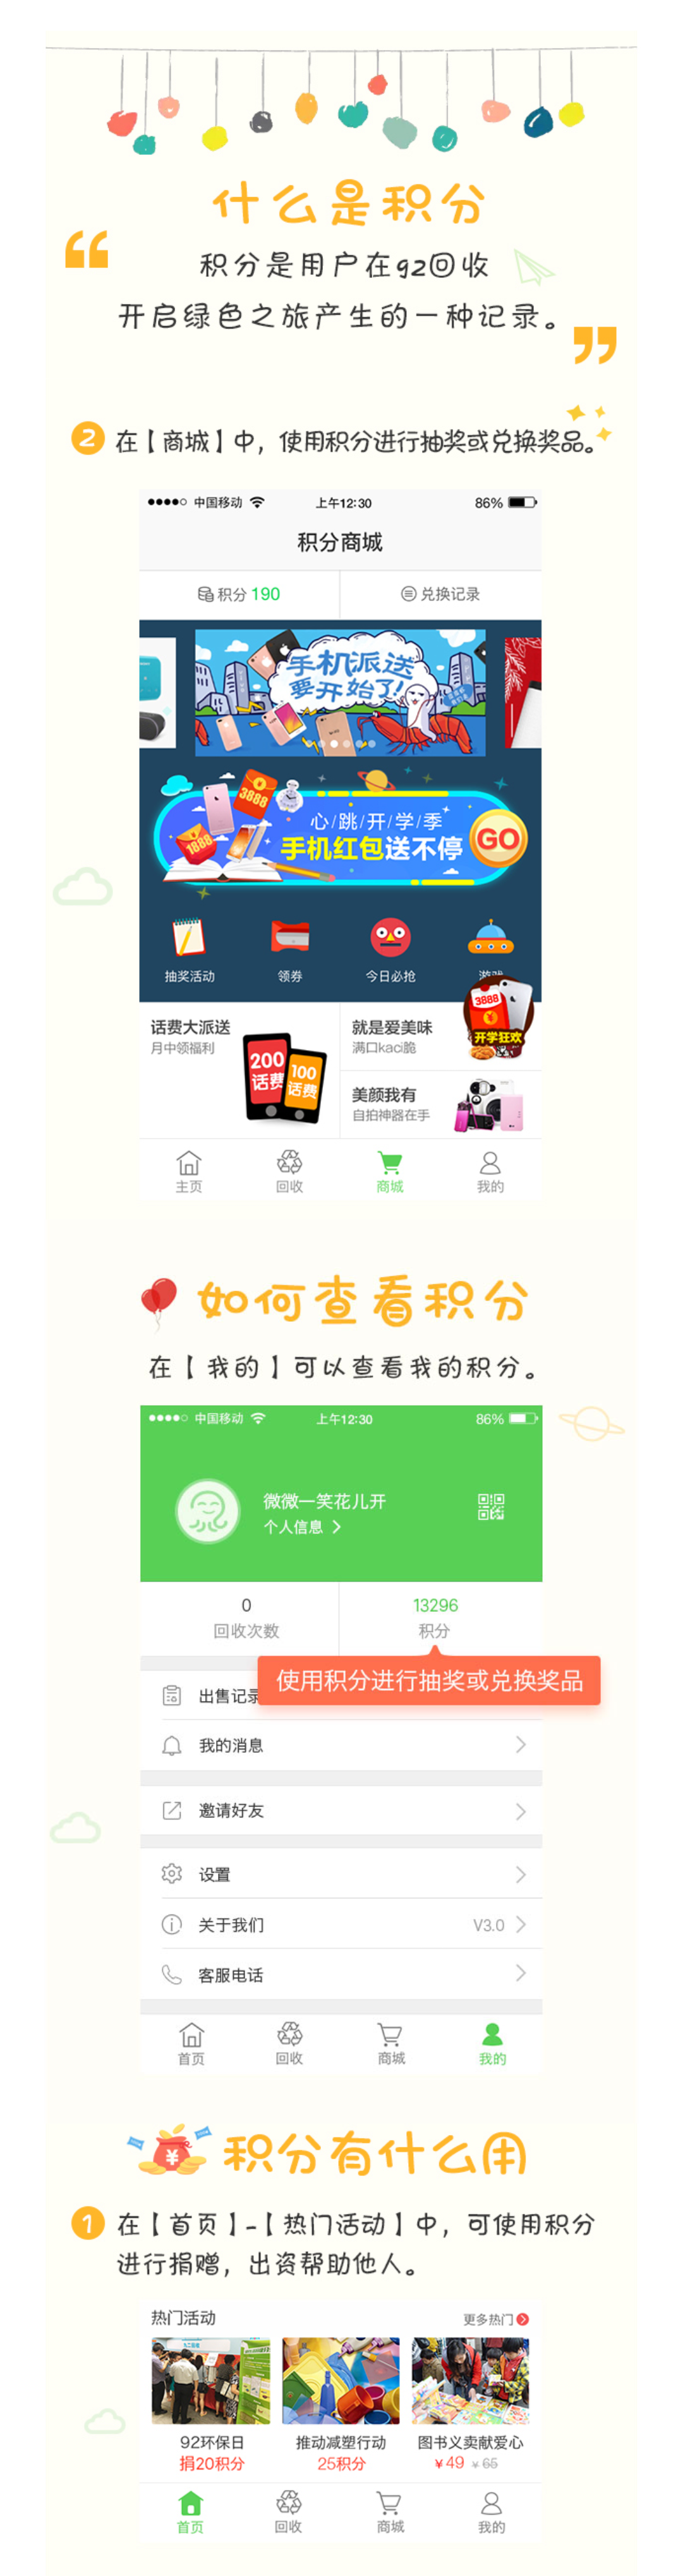 什么是积分
积分是用户在92回收
开启绿色之旅产生的一种记录。
2 在【商城】中，使用积分进行抽奖或兑换奖品。
中国移动 上午12:30 86%
积分商城
积分 190 兑换记录
手机派送
要开始了！
3888
1888
心/跳/开/学/季
手机红包送不停 GO
抽奖活动 领券 今日必抢 游戏
3888
开学狂欢
话费大派送
月中领福利
200
话费
100
话费
就是爱美味
满口kaci脆
美颜我有
自拍神器在手
主页 回收 商城 我的
如何查看积分
在【我的】可以查看我的积分。
中国移动 上午12:30 86%
微微一笑花儿开
个人信息
0 13296
回收次数 积分
使用积分进行抽奖或兑换奖品
出售记录
我的消息
邀请好友
设置
关于我们 V3.0
客服电话
首页 回收 商城 我的
积分有什么用
1 在【首页】-【热门活动】中，可使用积分
进行捐赠，出资帮助他人。
热门活动 更多热门
92环保日 推动减塑行动 图书义卖献爱心
捐20积分 25积分 ¥49 ¥65
首页 回收 商城 我的